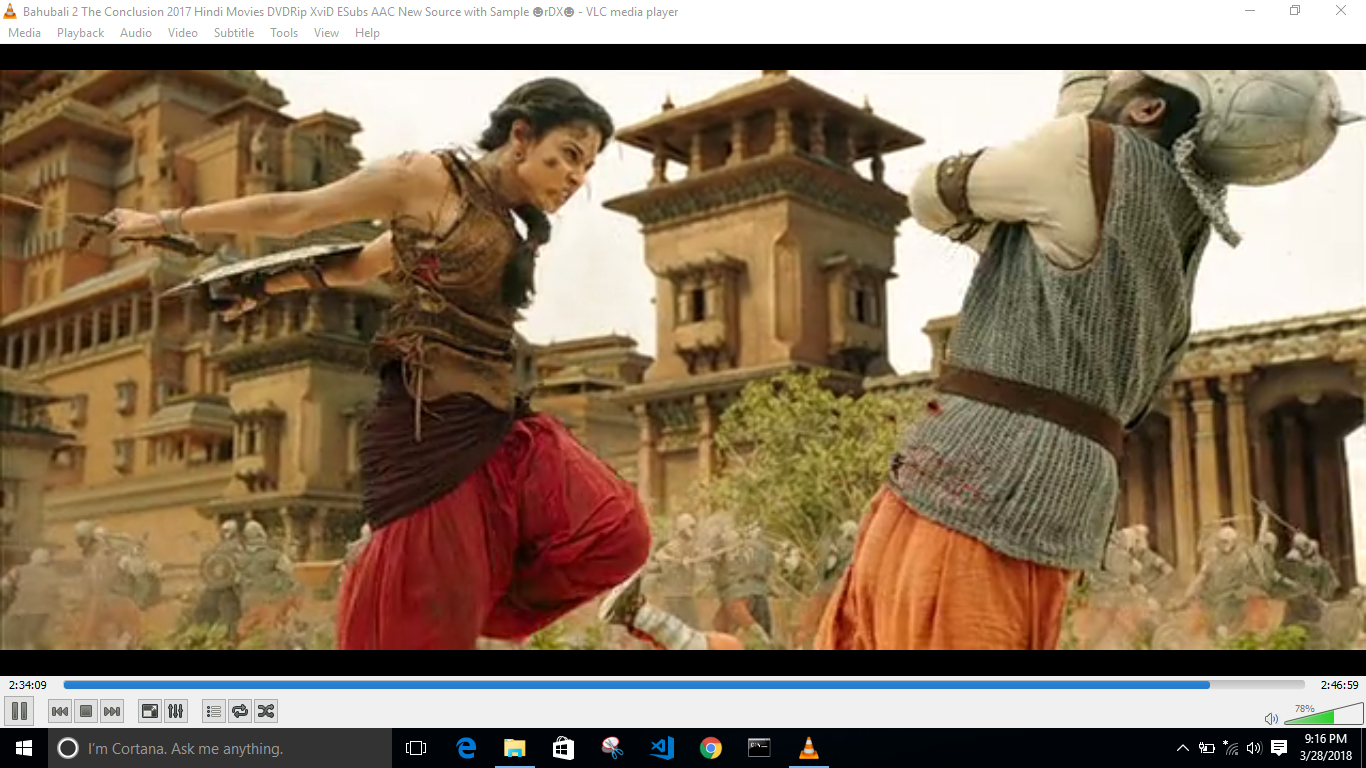 Bahubali 2 The Conclusion 2017 Hindi Movies DVDRip XviD ESubs AAC New Source with Sample ☻rDX☻ - VLC media player
Media Playback Audio Video Subtitle Tools View Help
2:34:09 2:46:59
78%
I'm Cortana. Ask me anything.
9:16 PM
3/28/2018